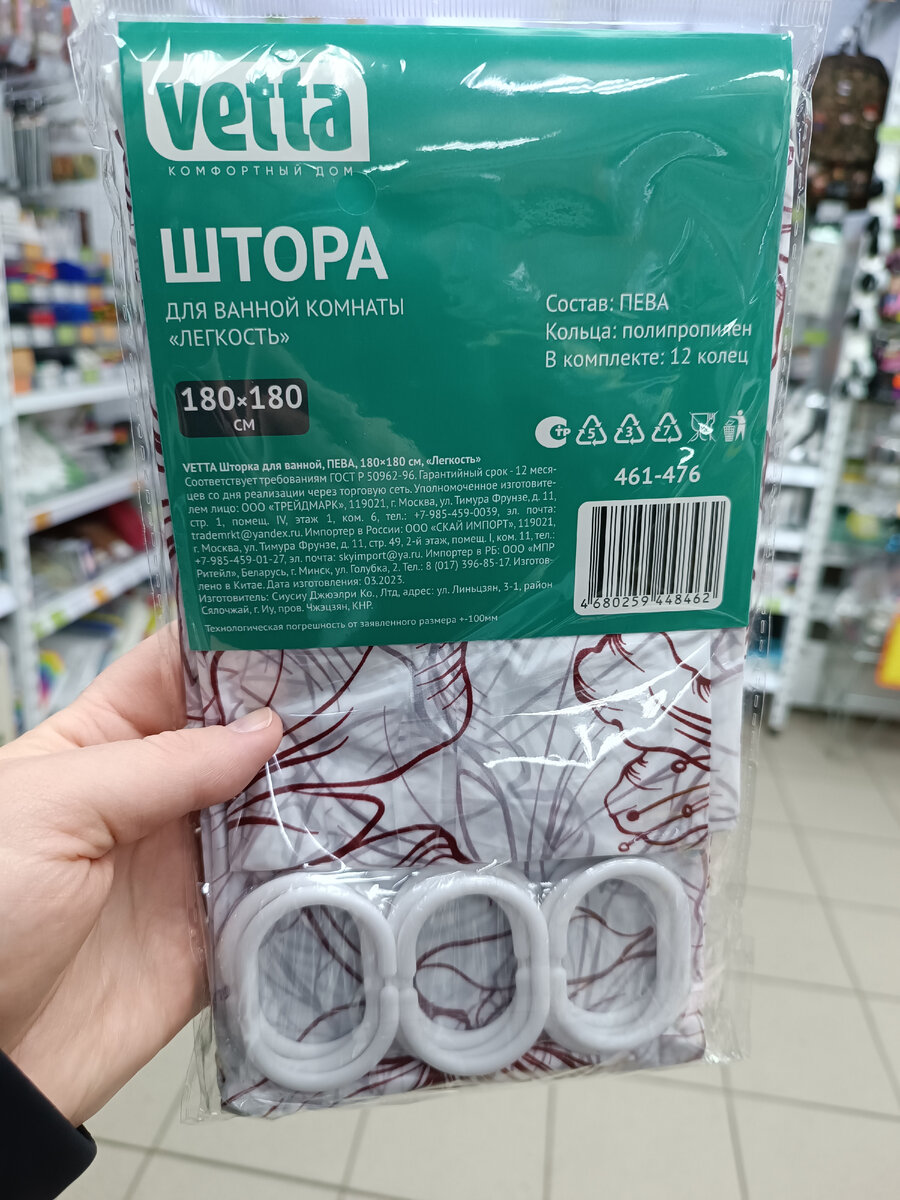 vetta
КОМФОРТНЫЙ ДОМ
ШТОРА
ДЛЯ ВАННОЙ КОМНАТЫ
«ЛЕГКОСТЬ»
180×180
СМ
Состав: ПЕВА
Кольца: полипропилен
В комплекте: 12 колец
5 3 7
461-476
VETTA Шторка для ванной, ПЕВА, 180×180 см, «Легкость»
Соответствует требованиям ГОСТ Р 50962-96. Гарантийный срок - 12 меся-
цев со дня реализации через торговую сеть. Уполномоченное изготовите-
лем лицо: ООО «ТРЕЙДМАРК», 119021, г. Москва, ул. Тимура Фрунзе, д. 11,
стр. 1, помещ. IV, этаж 1, ком. 6, тел.: +7-985-459-0039, эл. почта:
trademrkt@yandex.ru. Импортер в России: ООО «СКАЙ ИМПОРТ», 119021,
г. Москва, ул. Тимура Фрунзе, д. 11, стр. 49, 2-й этаж, помещ. I, ком. 11, тел.:
+7-985-459-01-27, эл. почта: skyimport@ya.ru. Импортер в РБ: ООО «МПР
Ритейл», Беларусь, г. Минск, ул. Голубка, 2. Тел.: 8 (017) 396-85-17. Изготов-
лено в Китае. Дата изготовления: 03.2023.
Изготовитель: Сиусиу Джюэлри Ко., Лтд, адрес: ул. Линьцзян, 3-1, район
Сялочжай, г. Иу, пров. Чжэцзян, КНР.
Технологическая погрешность от заявленного размера +-100мм
4 680259 448462